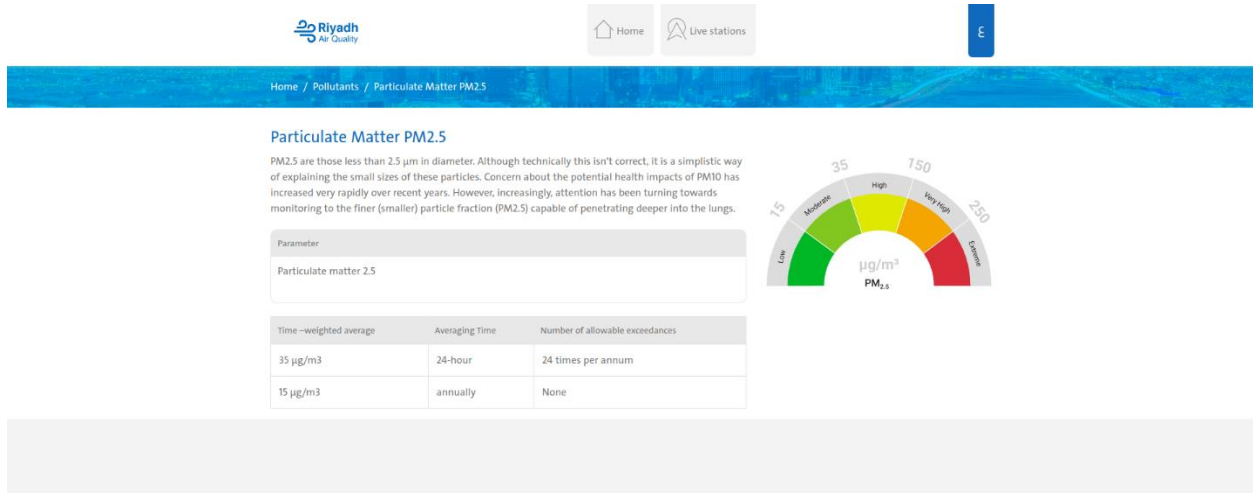 Riyadh
Air Quality
Home
Live stations
ع
Home / Pollutants / Particulate Matter PM2.5
Particulate Matter PM2.5
PM2.5 are those less than 2.5 µm in diameter. Although technically this isn't correct, it is a simplistic way
of explaining the small sizes of these particles. Concern about the potential health impacts of PM10 has
increased very rapidly over recent years. However, increasingly, attention has been turning towards
monitoring to the finer (smaller) particle fraction (PM2.5) capable of penetrating deeper into the lungs.
Parameter
Particulate matter 2.5
Time –weighted average Averaging Time Number of allowable exceedances
35 µg/m3 24-hour 24 times per annum
15 µg/m3 annually None
15 35 150 250
Low Moderate High Very High Extreme
µg/m³
PM₂.₅